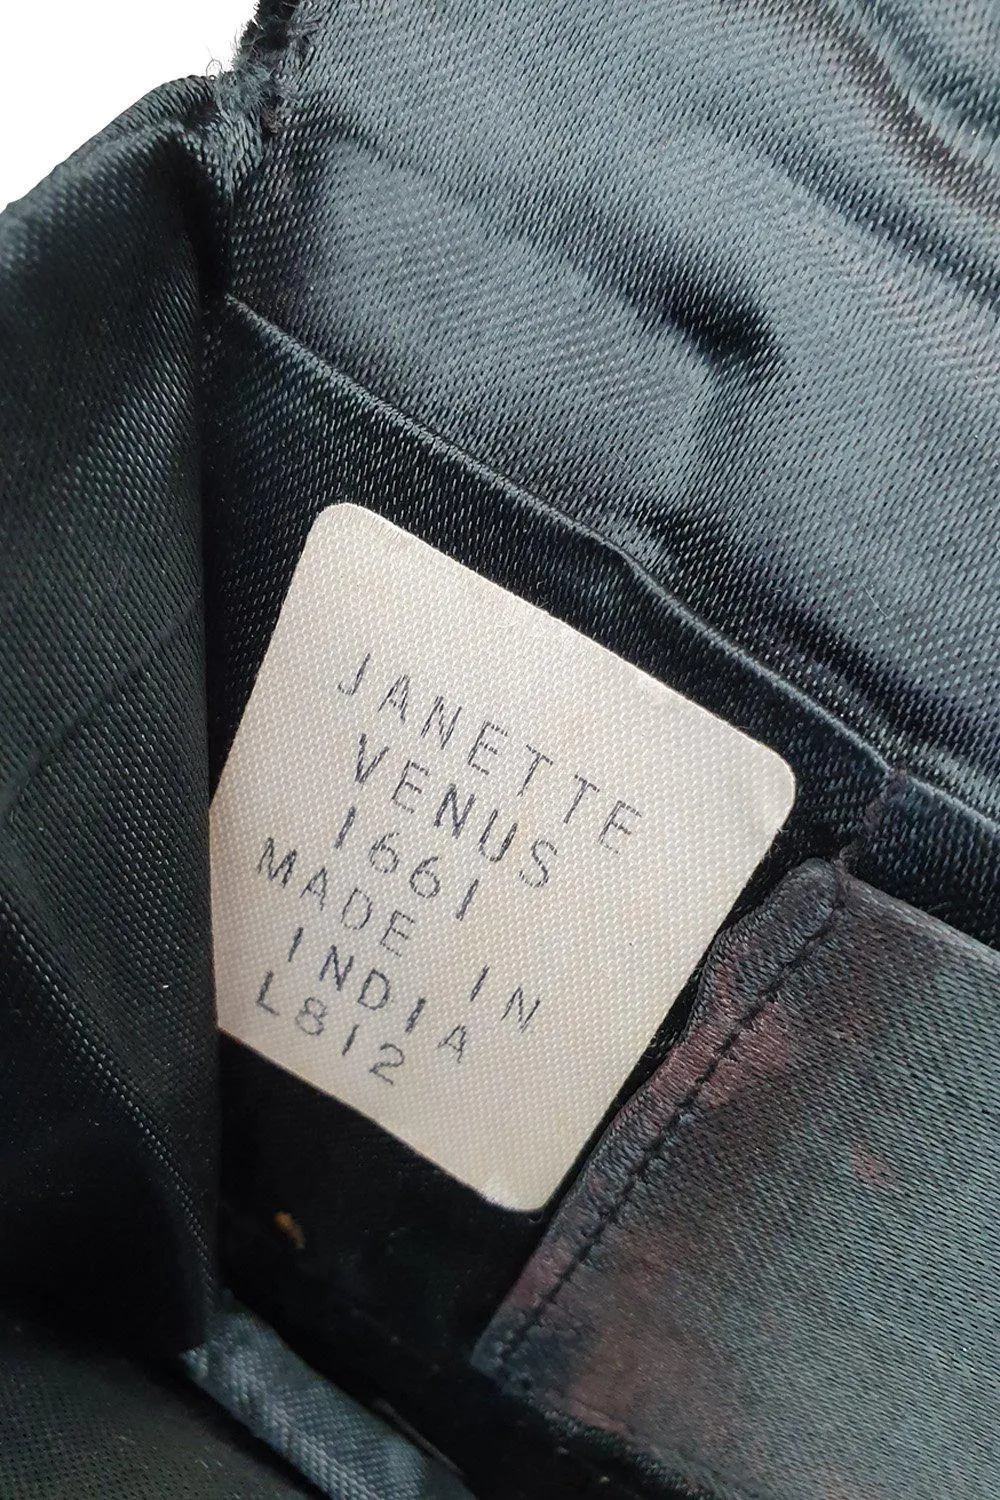 JANETTE
VENUS
1661
MADE IN
INDIA
L812